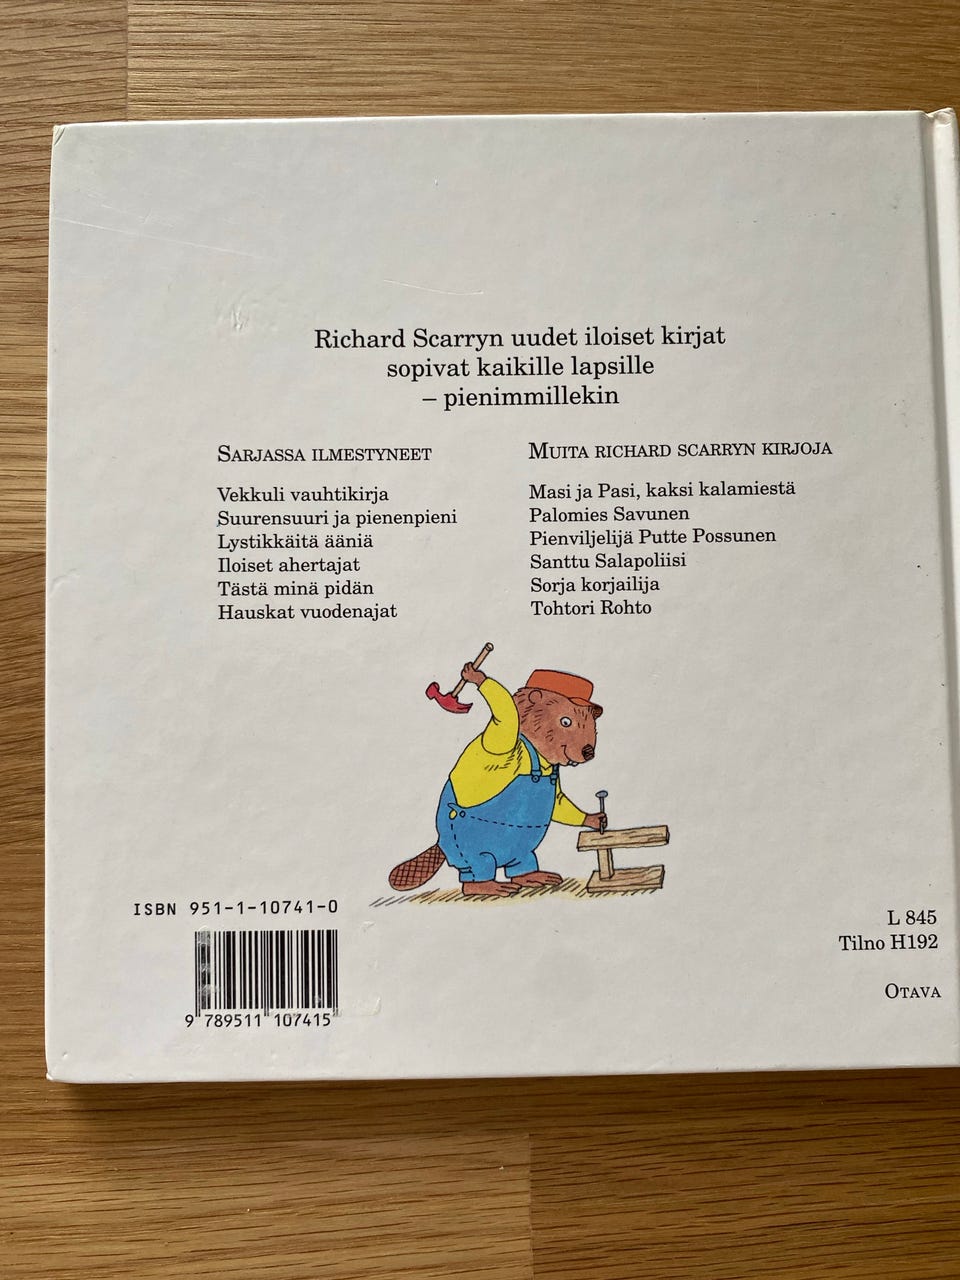 Richard Scarryn uudet iloiset kirjat
sopivat kaikille lapsille
– pienimmillekin
SARJASSA ILMESTYNEET
Vekkuli vauhtikirja
Suurensuuri ja pienenpieni
Lystikkäitä ääniä
Iloiset ahertajat
Tästä minä pidän
Hauskat vuodenajat
MUITA RICHARD SCARRYN KIRJOJA
Masi ja Pasi, kaksi kalamiestä
Palomies Savunen
Pienviljelijä Putte Possunen
Santtu Salapoliisi
Sorja korjailija
Tohtori Rohto
ISBN 951-1-10741-0
9 789511 107415
L 845
Tilno H192
OTAVA